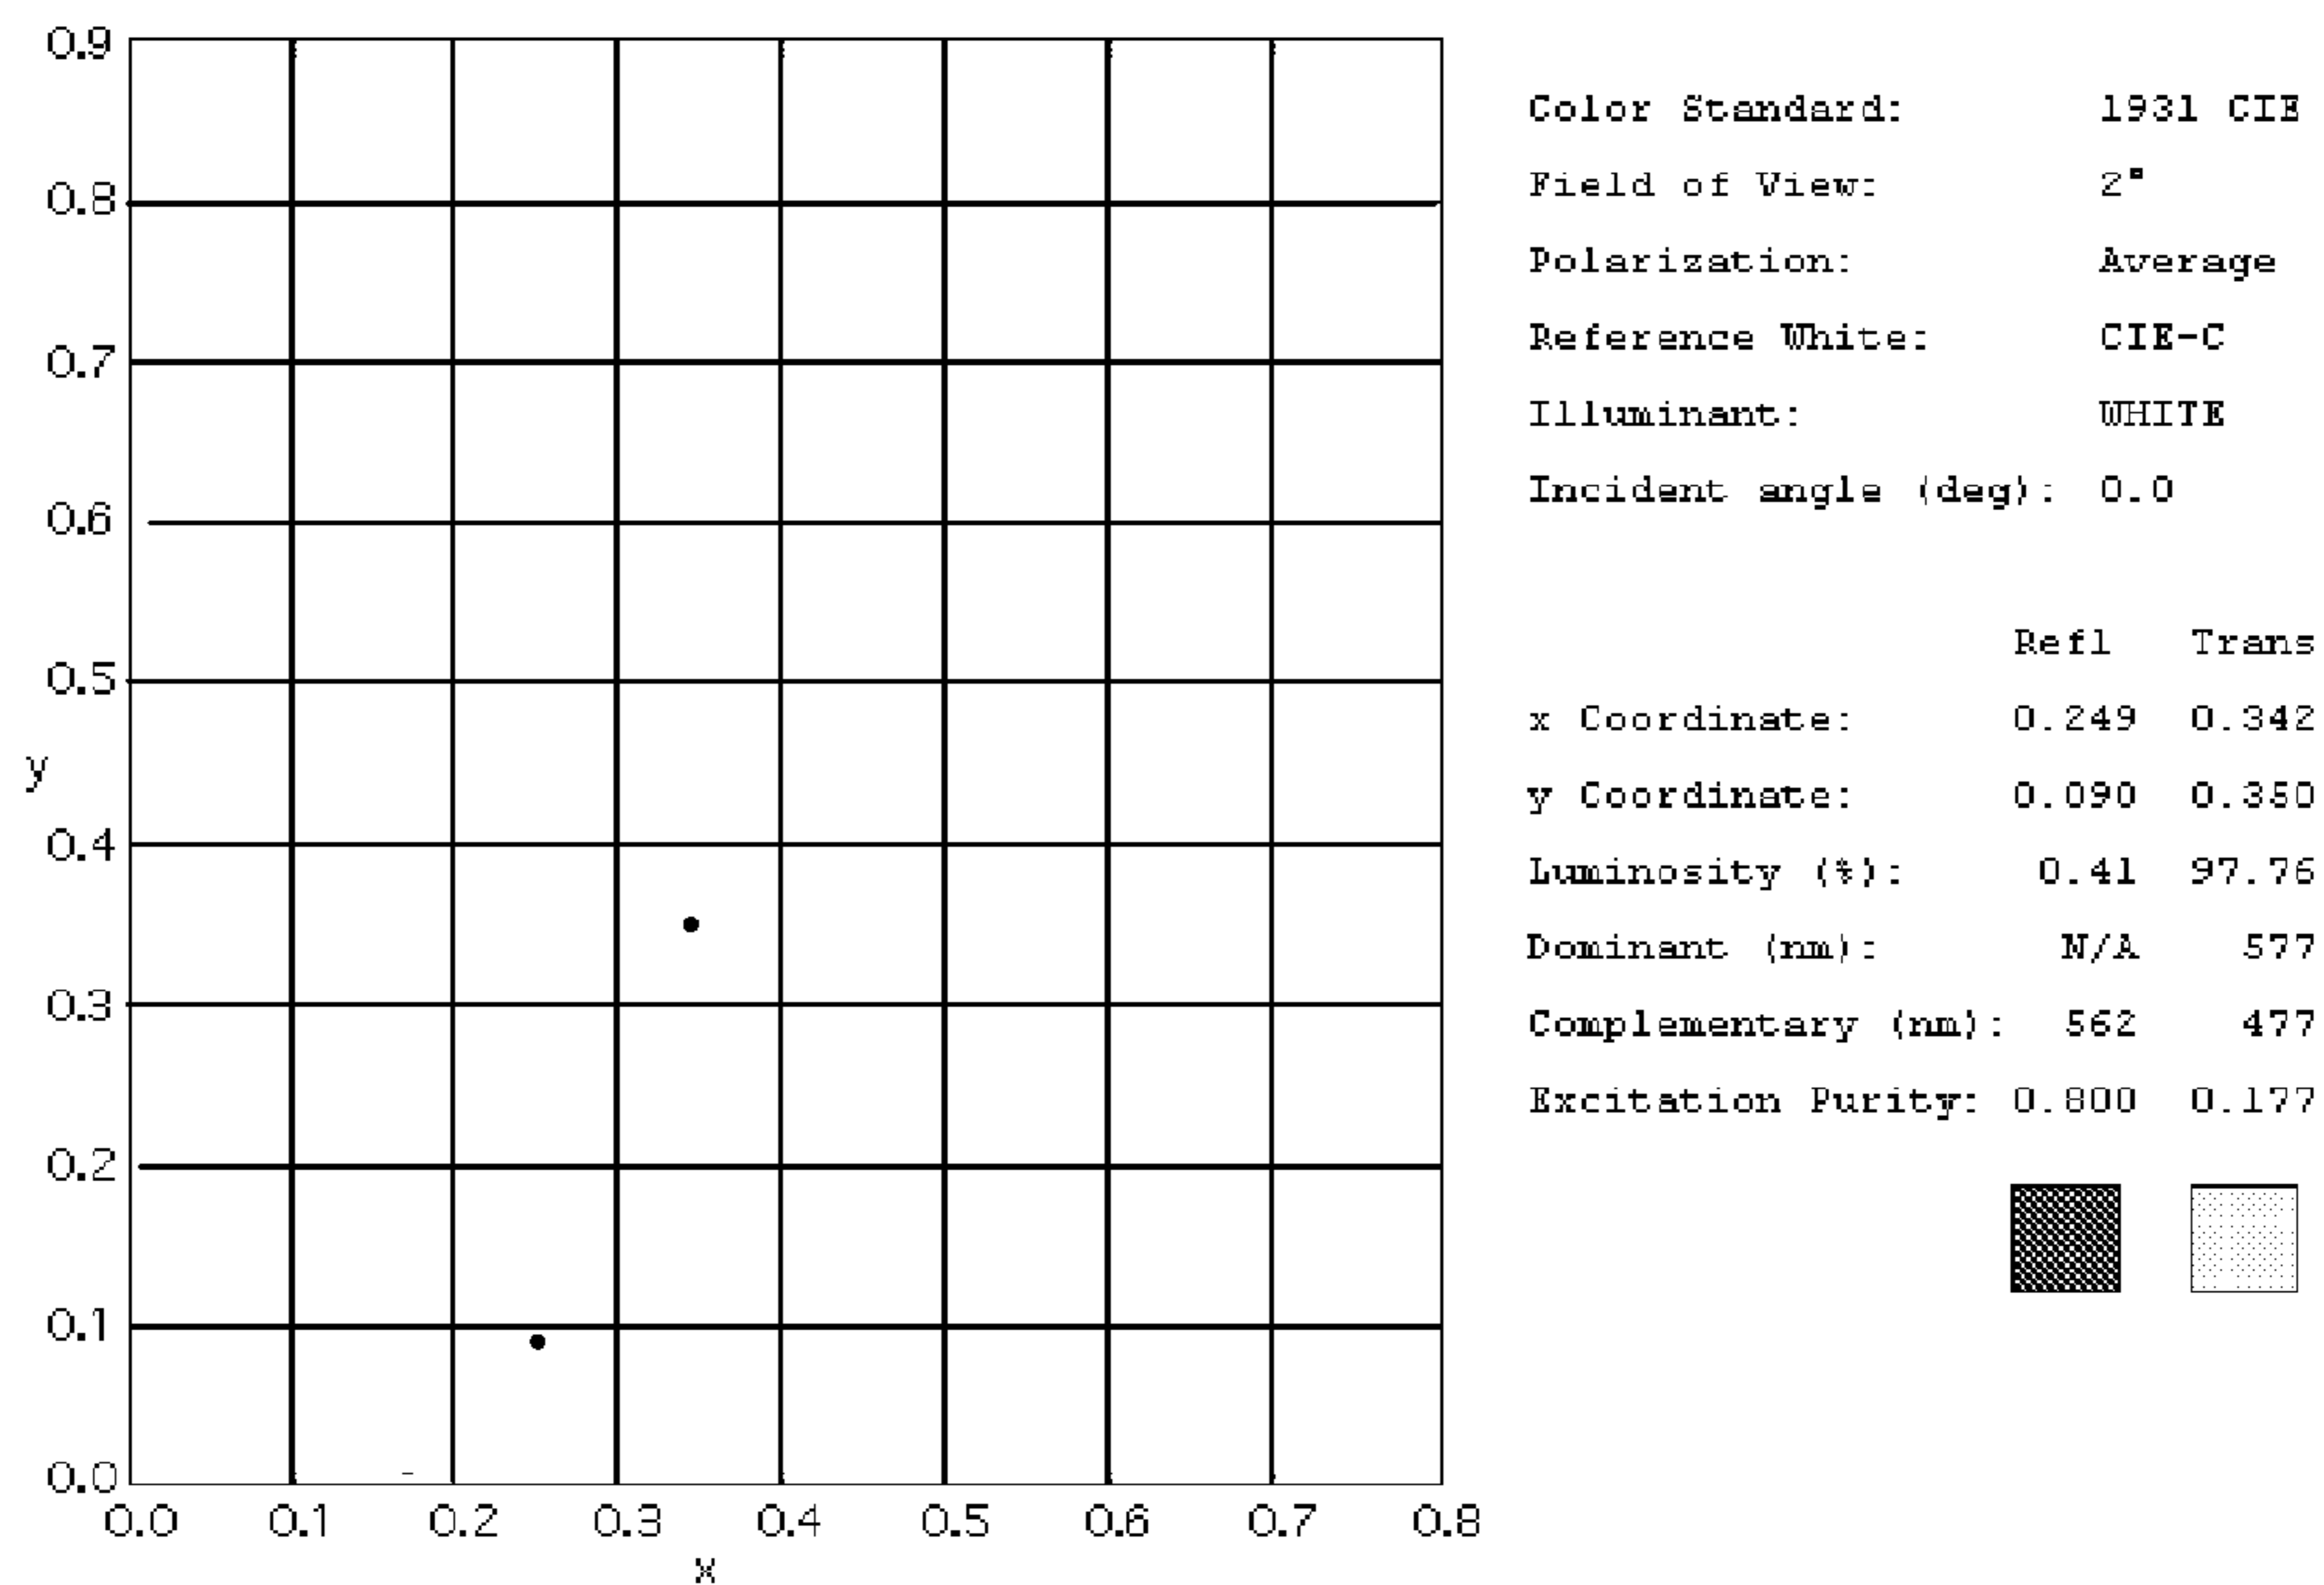 0.9
0.8
0.7
0.6
0.5
y
0.4
0.3
0.2
0.1
0.0
0.0 0.1 0.2 0.3 0.4 0.5 0.6 0.7 0.8
x
Color Standard: 1931 CIE
Field of View: 2°
Polarization: Average
Reference White: CIE-C
Illuminant: WHITE
Incident angle (deg): 0.0
Refl Trans
x Coordinate: 0.249 0.342
y Coordinate: 0.090 0.350
Luminosity (%): 0.41 97.76
Dominant (nm): N/A 577
Complementary (nm): 562 477
Excitation Purity: 0.800 0.177